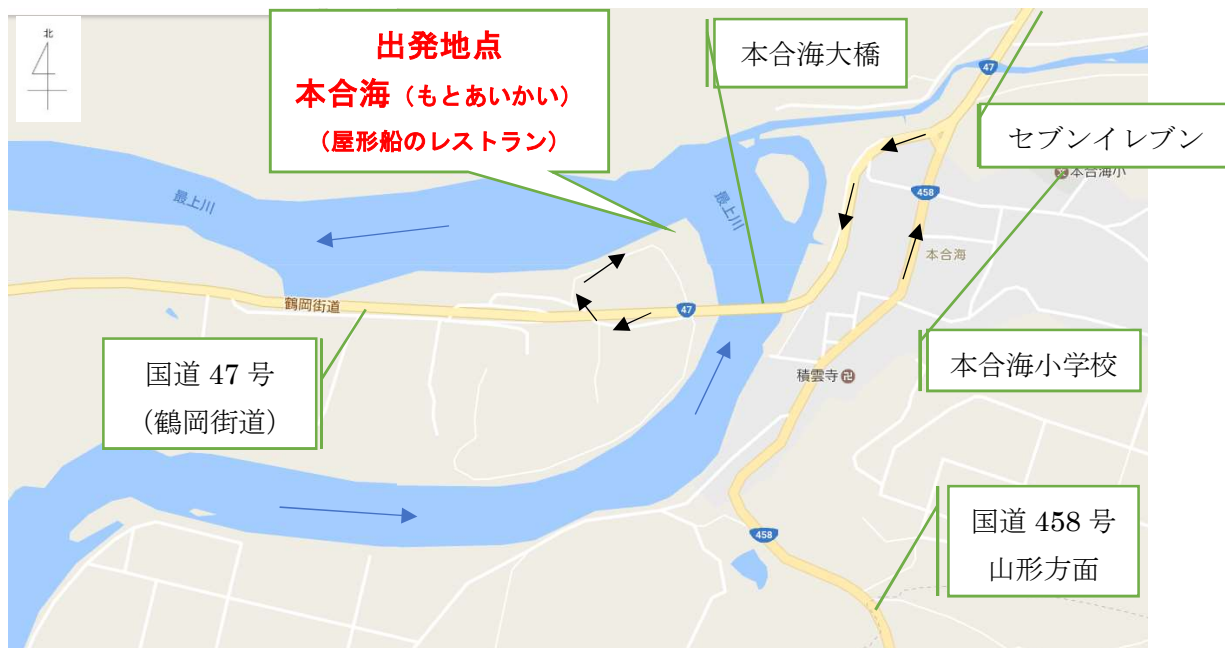 北
出発地点
本合海（もとあいかい）
（屋形船のレストラン）
本合海大橋
47
セブンイレブン
本合海小
458
最上川
最上川
本合海
鶴岡街道
47
国道 47 号
（鶴岡街道）
積雲寺
本合海小学校
458
国道 458 号
山形方面